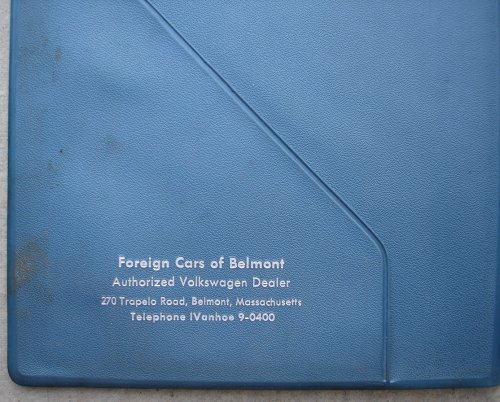 Foreign Cars of Belmont
Authorized Volkswagen Dealer
270 Trapelo Road, Belmont, Massachusetts
Telephone IVanhoe 9-0400